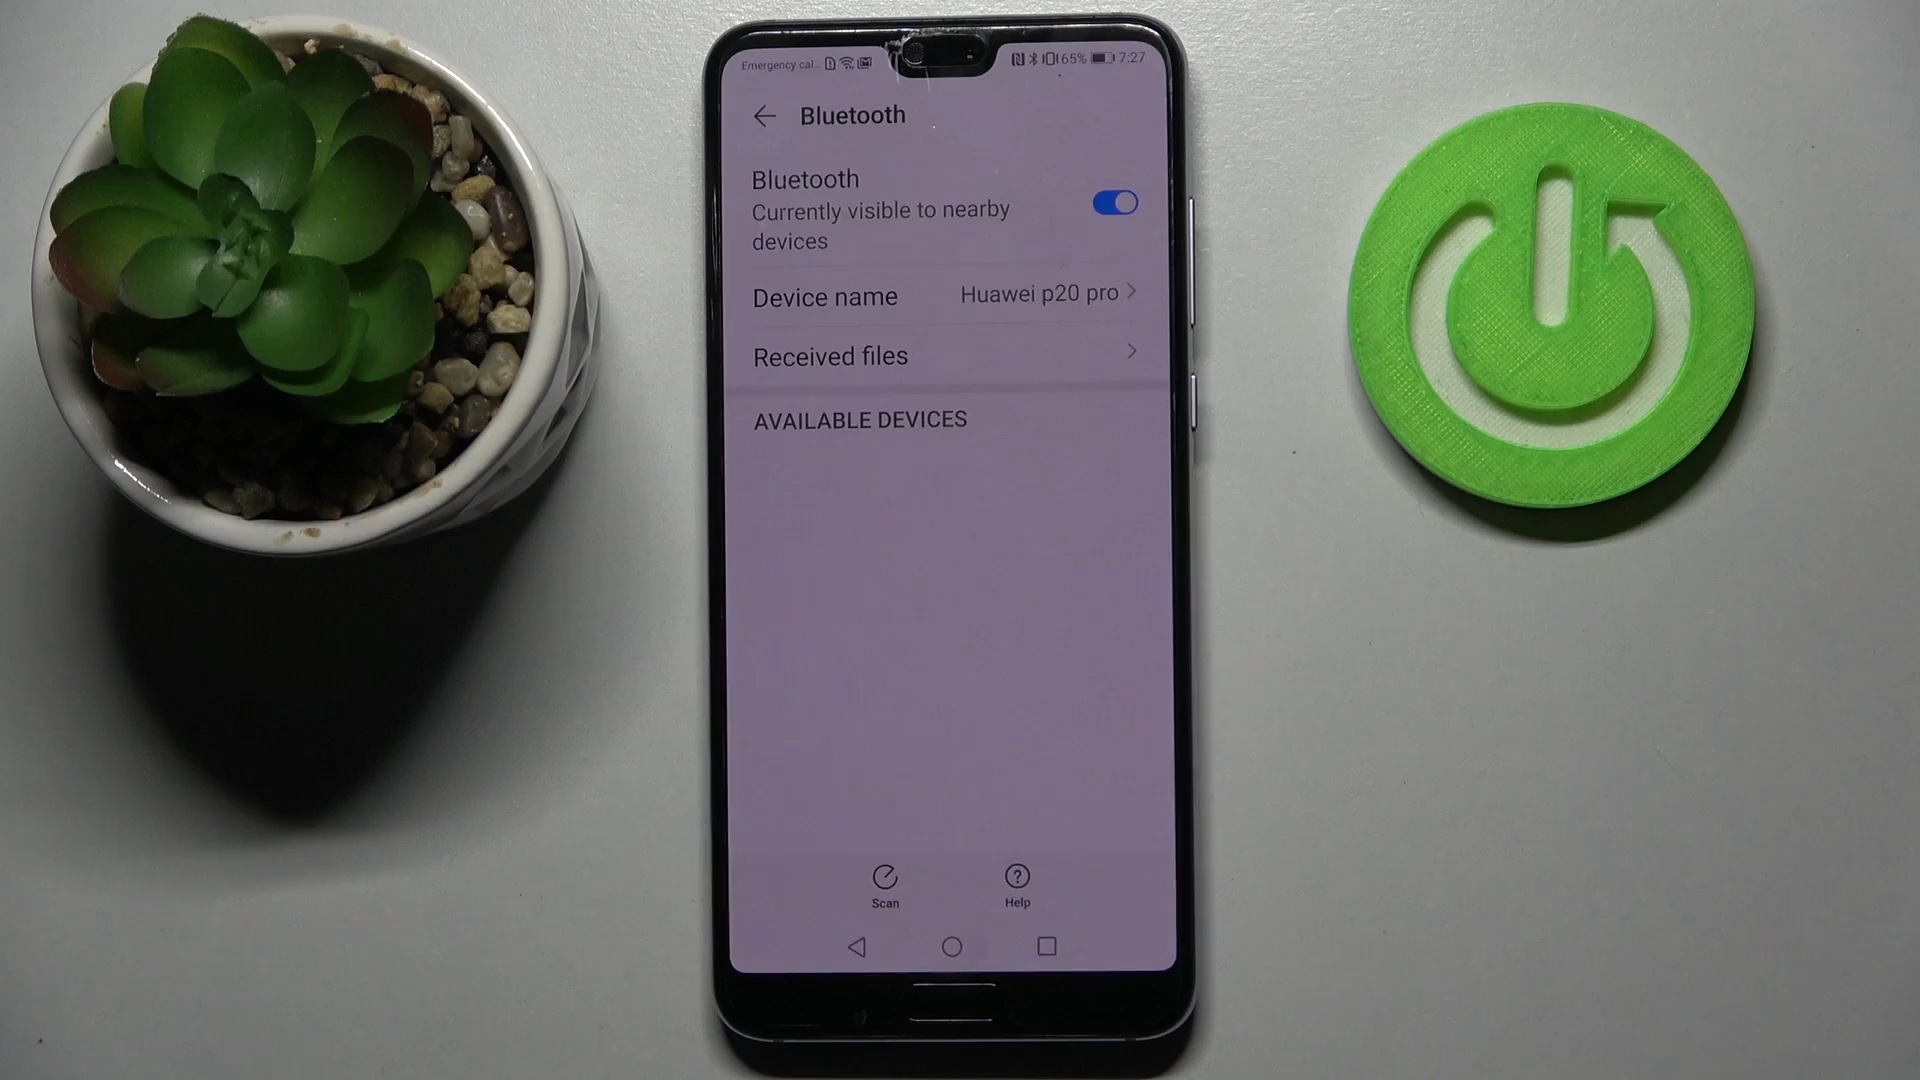 Emergency cal... 65% 7:27
Bluetooth
Bluetooth
Currently visible to nearby
devices
Device name Huawei p20 pro
Received files
AVAILABLE DEVICES
Scan Help